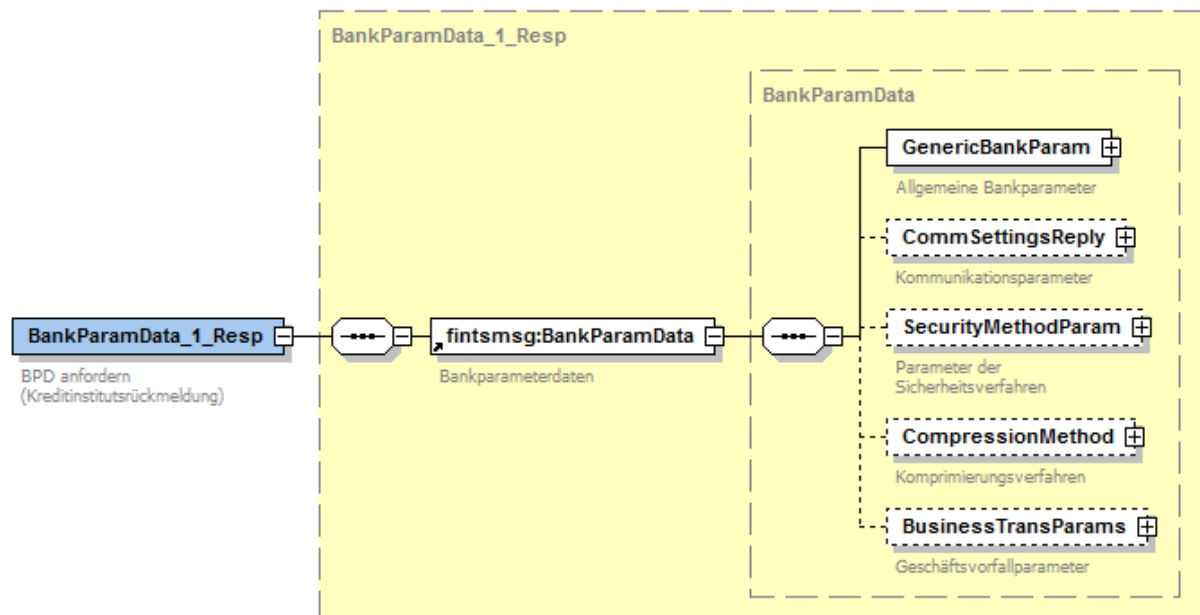 BankParamData_1_Resp
BankParamData
GenericBankParam
Allgemeine Bankparameter
CommSettingsReply
Kommunikationsparameter
BankParamData_1_Resp
BPD anfordern
(Kreditinstitutsrückmeldung)
fintsmsg:BankParamData
Bankparameterdaten
SecurityMethodParam
Parameter der
Sicherheitsverfahren
CompressionMethod
Komprimierungsverfahren
BusinessTransParams
Geschäftsvorfallparameter